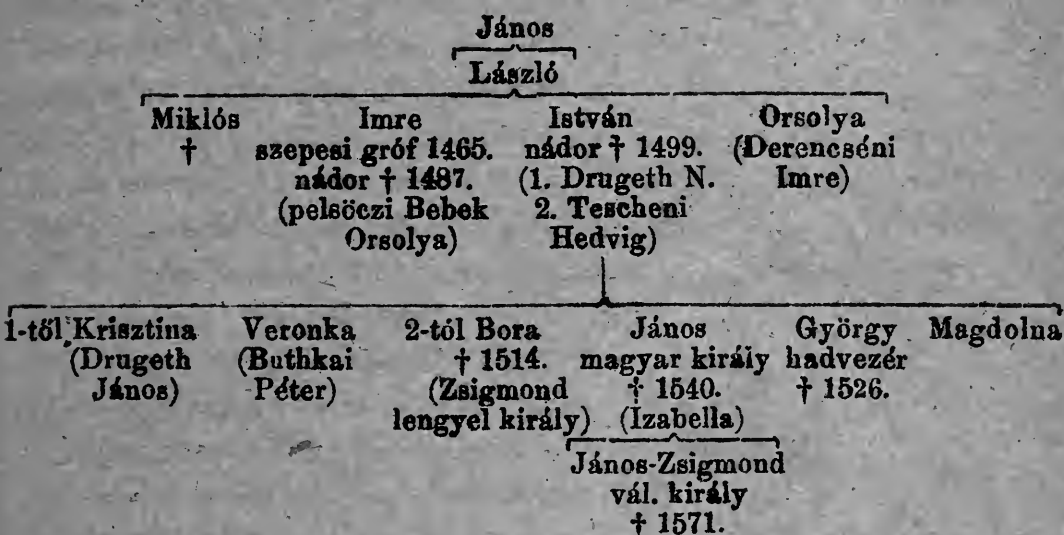 János
László
Miklós Imre István Orsolya
† szepesi gróf 1465. nádor † 1499. (Derencséni
nádor † 1487. (1. Drugeth N. Imre)
(pelsöczi Bebek 2. Tescheni
Orsolya) Hedvig)
1-től Krisztina Veronka 2-tól Bora János György Magdolna
(Drugeth (Buthkai † 1514. magyar király hadvezér
János) Péter) (Zsigmond † 1540. † 1526.
lengyel király) (Izabella)
János-Zsigmond
vál. király
† 1571.